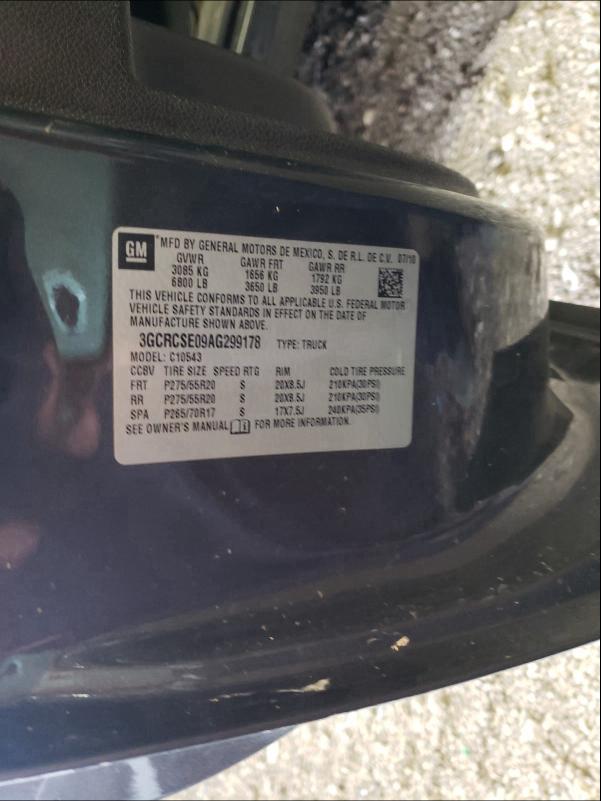 GM
*MFD BY GENERAL MOTORS DE MEXICO, S. DE R.L. DE C.V. 07/10
GVWR GAWR FRT GAWR RR
3085 KG 1656 KG 1792 KG
6800 LB 3650 LB 3950 LB
THIS VEHICLE CONFORMS TO ALL APPLICABLE U.S. FEDERAL MOTOR
VEHICLE SAFETY STANDARDS IN EFFECT ON THE DATE OF
MANUFACTURE SHOWN ABOVE.
3GCRCSE09AG299178 TYPE: TRUCK
MODEL: C10543
CCBV TIRE SIZE SPEED RTG RIM COLD TIRE PRESSURE
FRT P275/55R20 S 20X8.5J 210KPA(30PSI)
RR P275/55R20 S 20X8.5J 210KPA(30PSI)
SPA P265/70R17 S 17X7.5J 240KPA(35PSI)
SEE OWNER'S MANUAL FOR MORE INFORMATION.